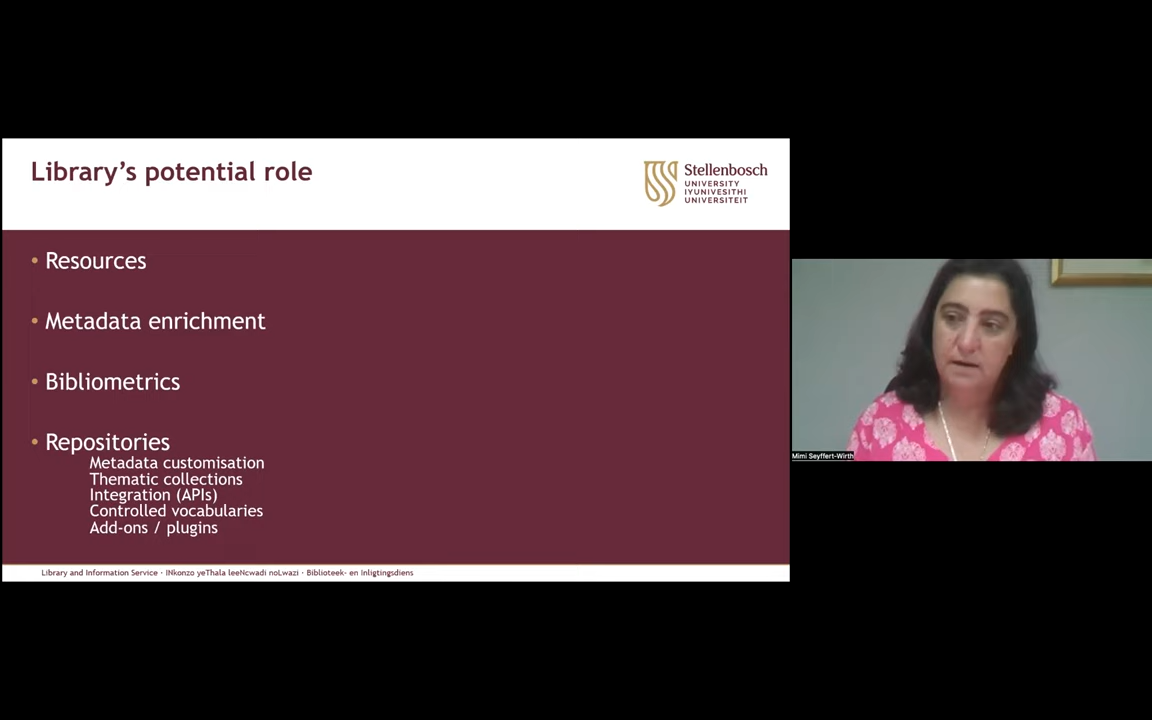 Library's potential role
Stellenbosch
UNIVERSITY
IYUNIVESITHI
UNIVERSITEIT
• Resources
• Metadata enrichment
• Bibliometrics
• Repositories
Metadata customisation
Thematic collections
Integration (APIs)
Controlled vocabularies
Add-ons / plugins
Mimi Seyffert-Wirth
Library and Information Service · INkonzo yeThala leeNcwadi noLwazi · Biblioteek- en Inligtingsdiens